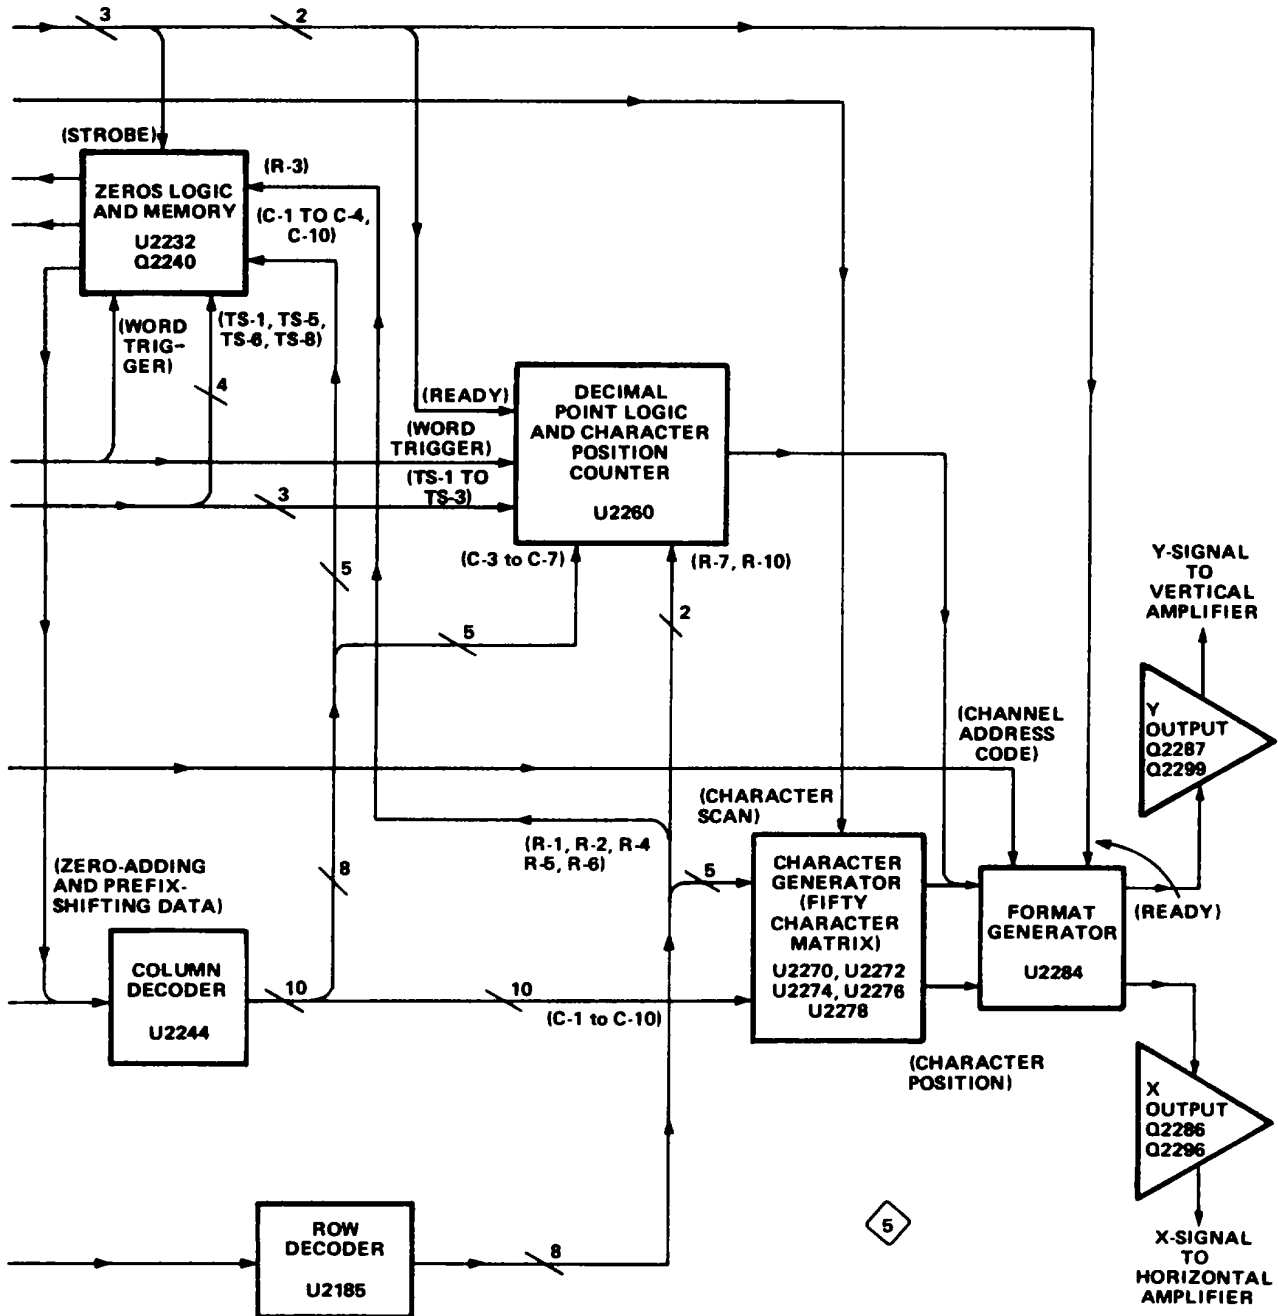 3
2
(STROBE)
(R-3)
ZEROS LOGIC
AND MEMORY
U2232
Q2240
(C-1 TO C-4,
C-10)
(WORD
TRIG-
GER)
(TS-1, TS-5,
TS-6, TS-8)
4
(READY)
(WORD
TRIGGER)
(TS-1 TO
TS-3)
3
DECIMAL
POINT LOGIC
AND CHARACTER
POSITION
COUNTER
U2260
(C-3 to C-7)
(R-7, R-10)
5
5
2
Y-SIGNAL
TO
VERTICAL
AMPLIFIER
Y
OUTPUT
Q2287
Q2299
(CHANNEL
ADDRESS
CODE)
(CHARACTER
SCAN)
(R-1, R-2, R-4
R-5, R-6)
5
8
(ZERO-ADDING
AND PREFIX-
SHIFTING DATA)
COLUMN
DECODER
U2244
10
10
(C-1 to C-10)
CHARACTER
GENERATOR
(FIFTY
CHARACTER
MATRIX)
U2270, U2272
U2274, U2276
U2278
FORMAT
GENERATOR
U2284
(READY)
(CHARACTER
POSITION)
X
OUTPUT
Q2286
Q2296
ROW
DECODER
U2185
8
5
X-SIGNAL
TO
HORIZONTAL
AMPLIFIER